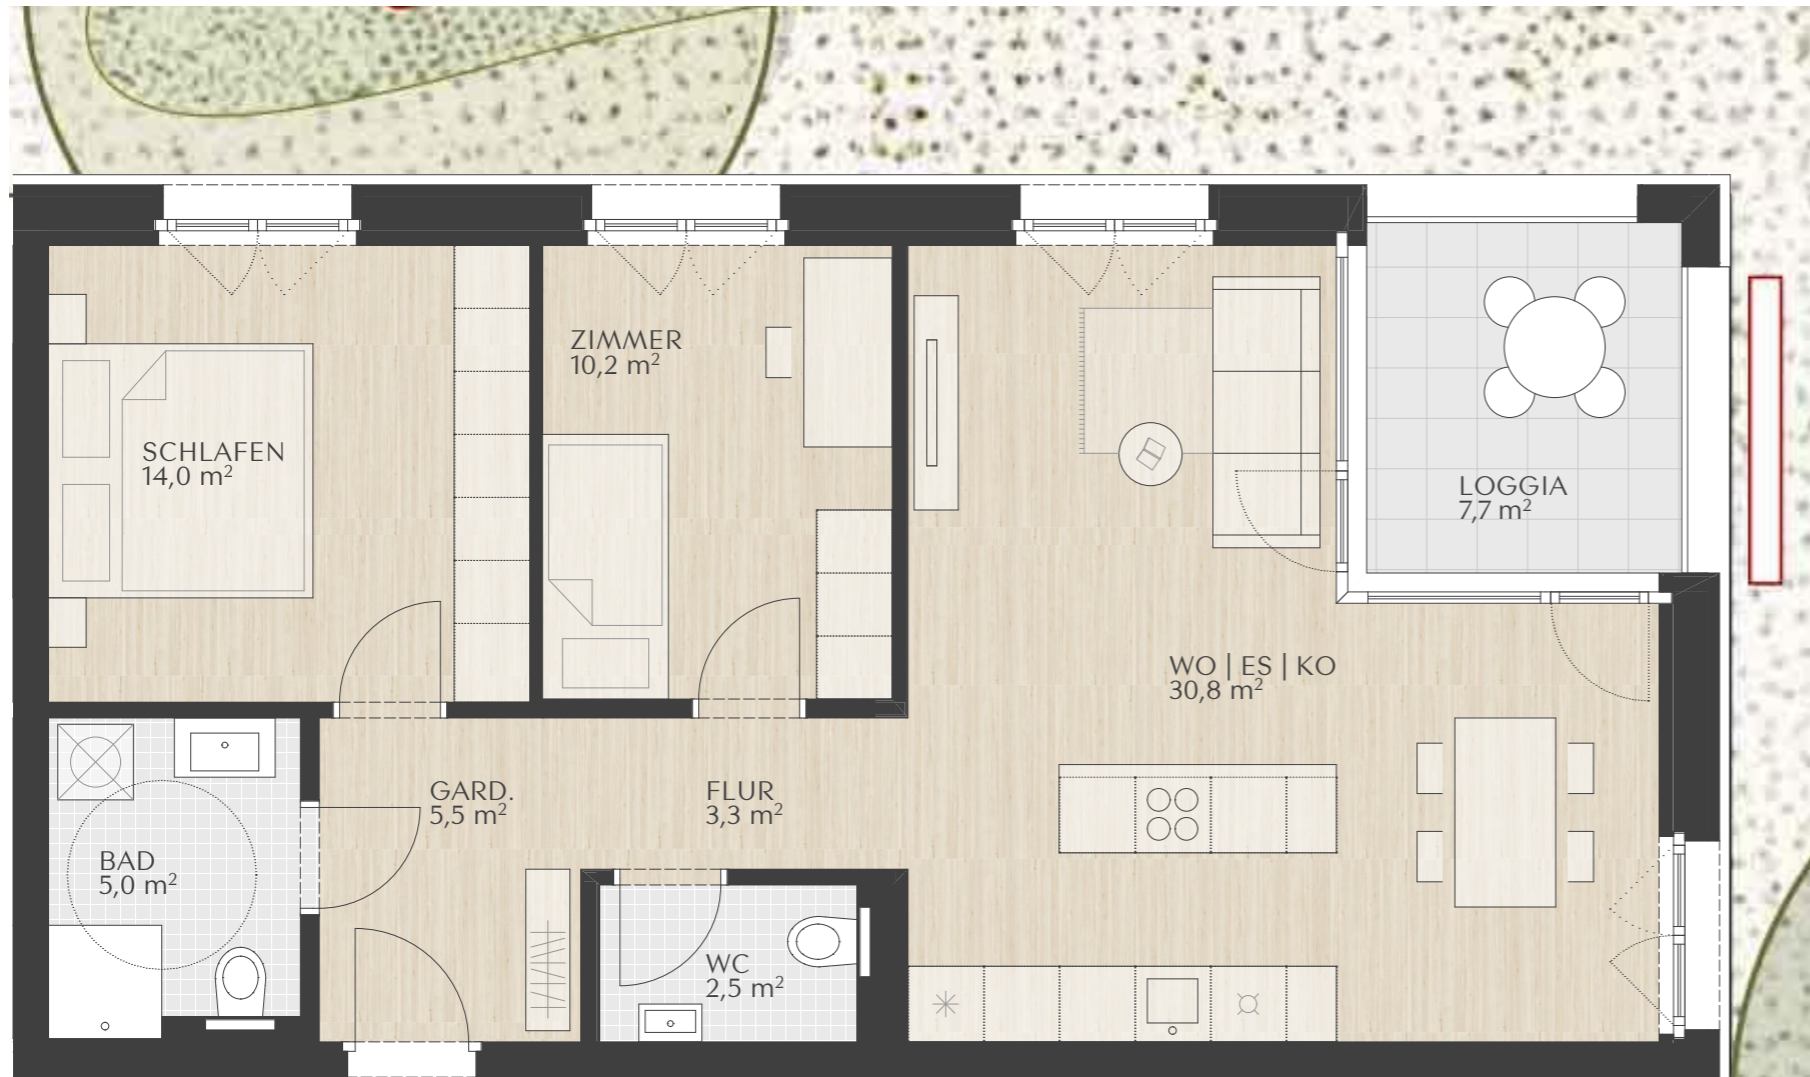 ZIMMER
10,2 m²
SCHLAFEN
14,0 m²
LOGGIA
7,7 m²
WO | ES | KO
30,8 m²
GARD.
5,5 m²
FLUR
3,3 m²
BAD
5,0 m²
WC
2,5 m²